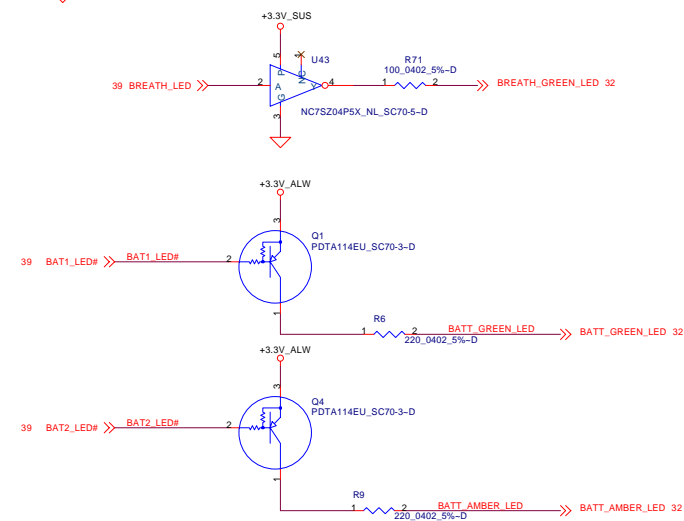 +3.3V_SUS
5
1
U43
P
NC
R71
100_0402_5%~D
39 BREATH_LED
2
A
Y
4
1
2
BREATH_GREEN_LED 32
G
3
NC7SZ04P5X_NL_SC70-5~D
+3.3V_ALW
3
Q1
PDTA114EU_SC70-3~D
39 BAT1_LED#
BAT1_LED#
2
1
R6
1
2
BATT_GREEN_LED
BATT_GREEN_LED 32
220_0402_5%~D
+3.3V_ALW
3
Q4
PDTA114EU_SC70-3~D
39 BAT2_LED#
BAT2_LED#
2
1
R9
1
2
BATT_AMBER_LED
BATT_AMBER_LED 32
220_0402_5%~D